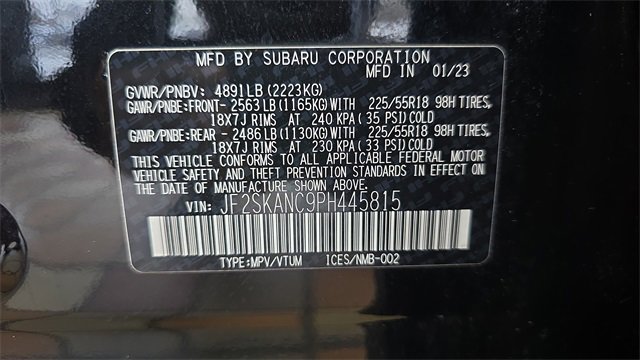 MFD BY SUBARU CORPORATION
MFD IN 01/23
GVWR/PNBV: 4891LB(2223KG)
GAWR/PNBE:FRONT-2563LB(1165KG)WITH 225/55R18 98H TIRES,
18X7J RIMS AT 240 KPA(35 PSI)COLD
GAWR/PNBE-REAR -2486LB(1130KG)WITH 225/55R18 98H TIRES,
18X7J RIMS AT 230 KPA(33 PSI)COLD
THIS VEHICLE CONFORMS TO ALL APPLICABLE FEDERAL MOTOR
VEHICLE SAFETY AND THEFT PREVENTION STANDARDS IN EFFECT ON
THE DATE OF MANUFACTURE SHOWN ABOVE.
VIN: JF2SKANC9PH445815
TYPE:MPV/VTUM ICES/NMB-002